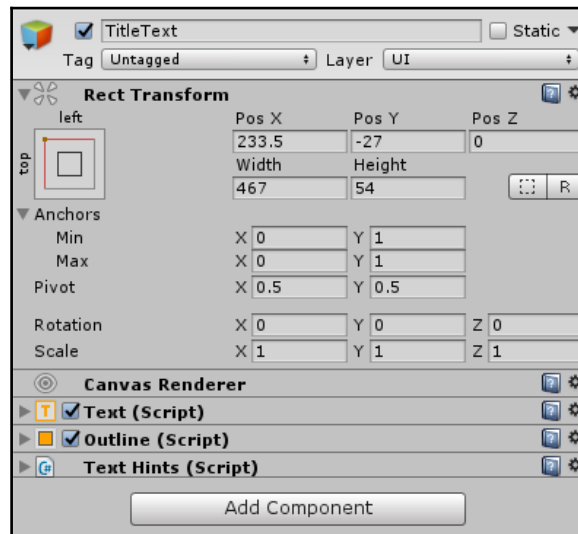 TitleText Static
Tag Untagged Layer UI
Rect Transform
left Pos X Pos Y Pos Z
top 233.5 -27 0
Width Height
467 54 R
Anchors
Min X 0 Y 1
Max X 0 Y 1
Pivot X 0.5 Y 0.5
Rotation X 0 Y 0 Z 0
Scale X 1 Y 1 Z 1
Canvas Renderer
T Text (Script)
Outline (Script)
C# Text Hints (Script)
Add Component